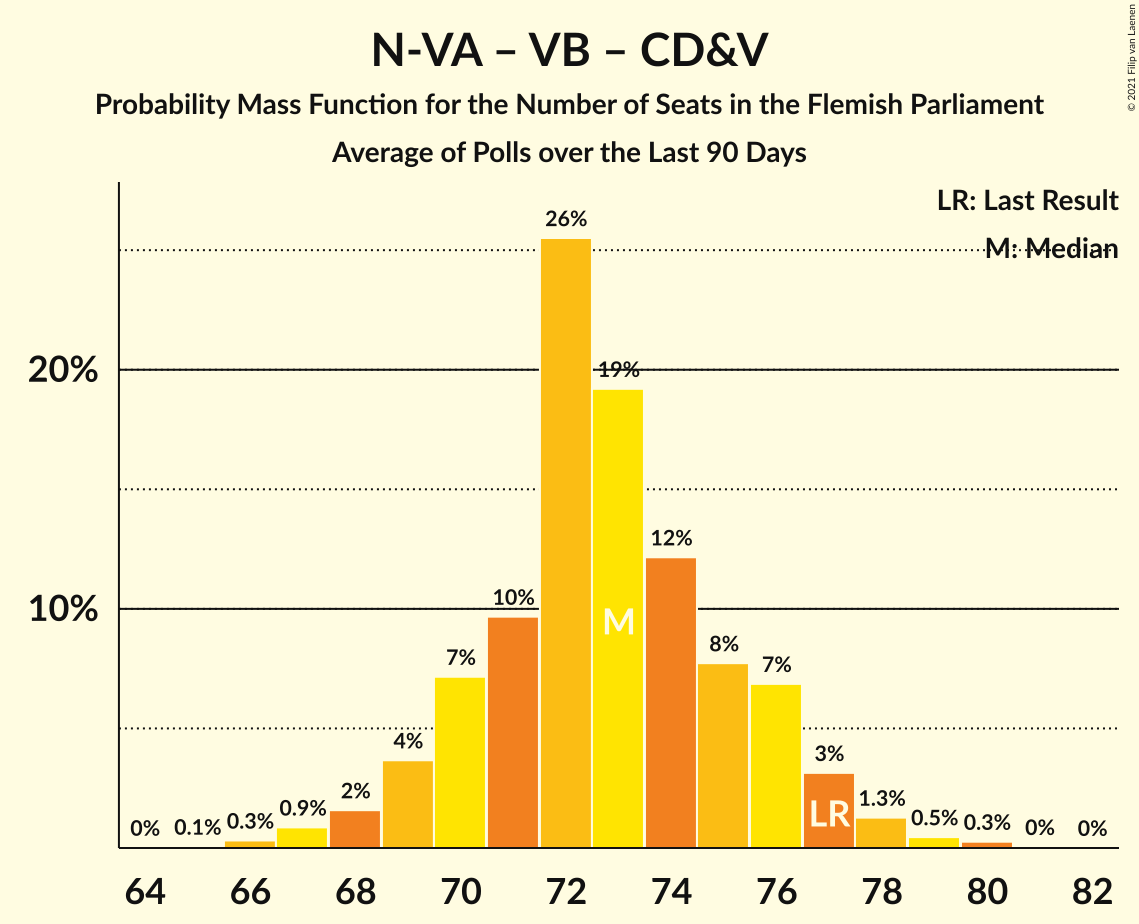 N-VA – VB – CD&V
Probability Mass Function for the Number of Seats in the Flemish Parliament
Average of Polls over the Last 90 Days
© 2021 Filip van Laenen
LR: Last Result
M: Median
20%
10%
0%
0.1%
0.3%
0.9%
2%
4%
7%
10%
26%
19%
12%
8%
7%
3%
1.3%
0.5%
0.3%
0%
0%
M
LR
64 66 68 70 72 74 76 78 80 82